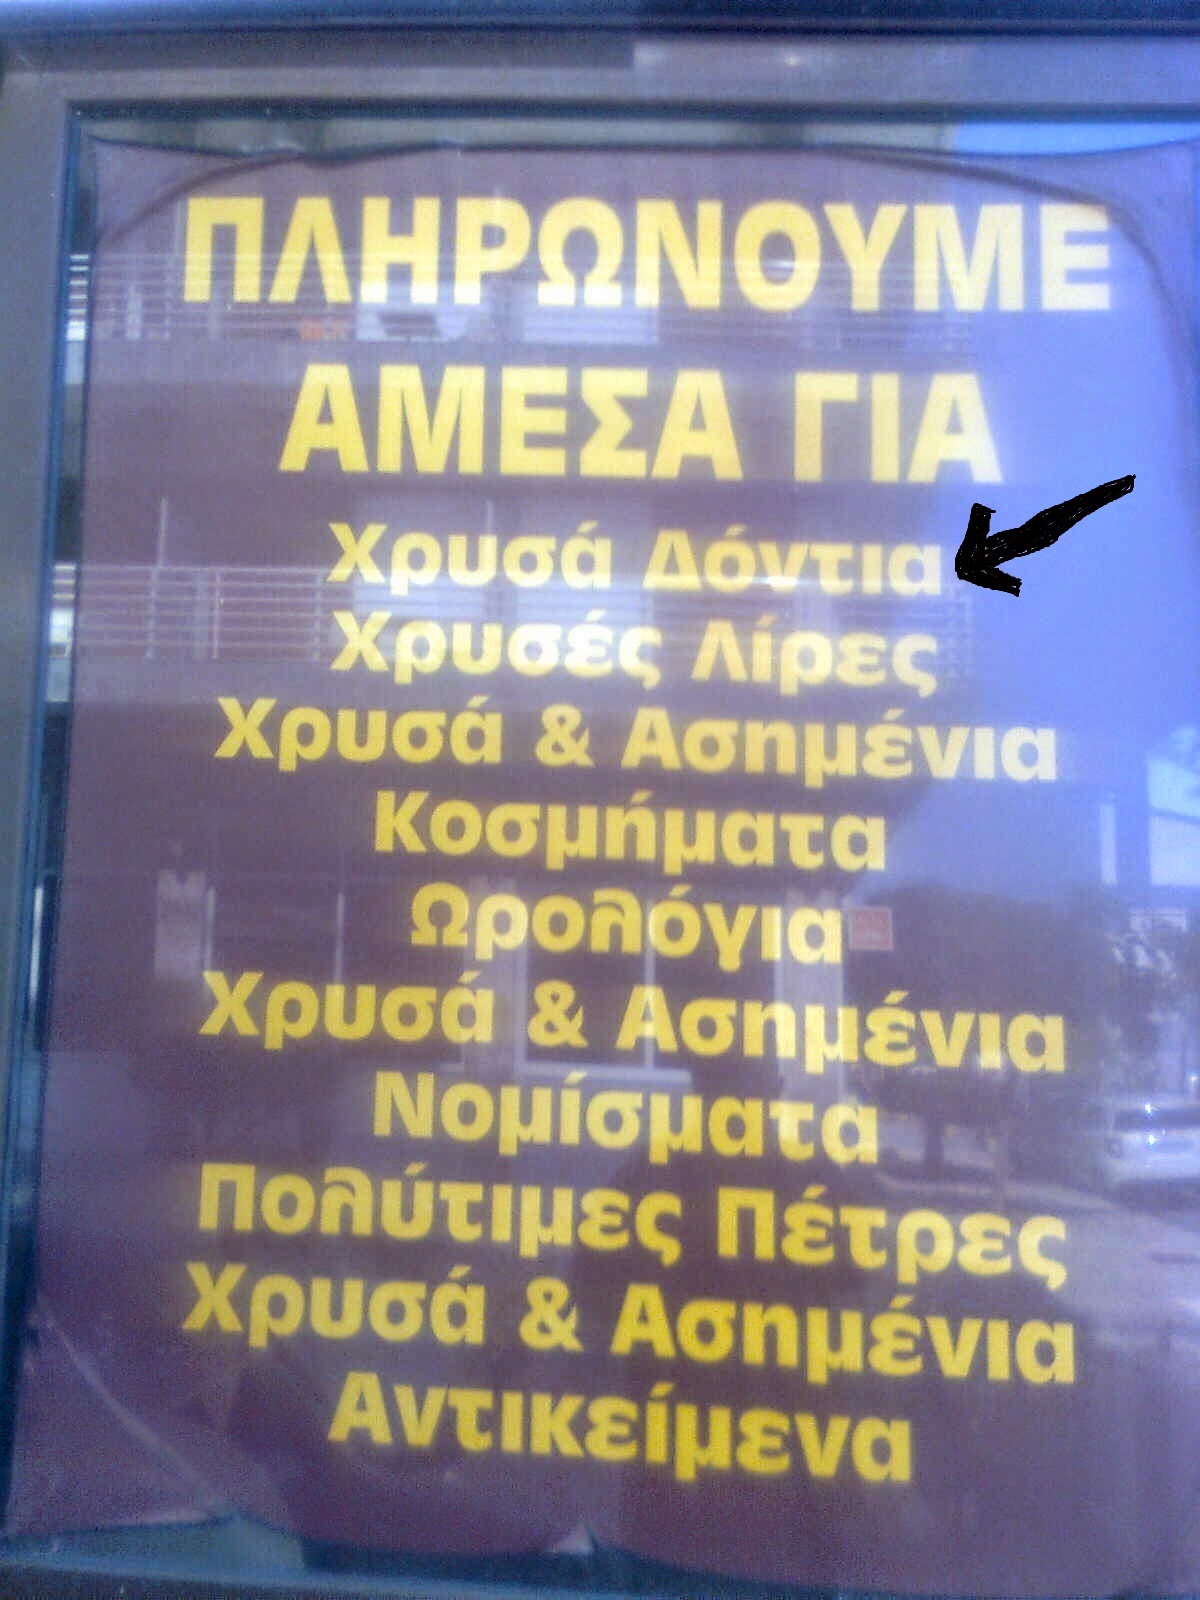 ΠΛΗΡΩΝΟΥΜΕ
ΑΜΕΣΑ ΓΙΑ
Χρυσά Δόντια
Χρυσές Λίρες
Χρυσά & Ασημένια
Κοσμήματα
Ωρολόγια
Χρυσά & Ασημένια
Νομίσματα
Πολύτιμες Πέτρες
Χρυσά & Ασημένια
Αντικείμενα